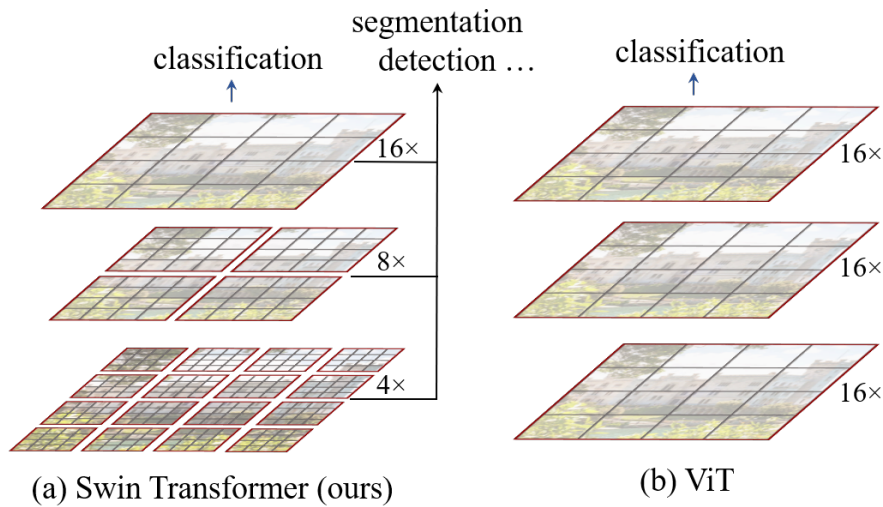 classification
segmentation
detection ...
16×
8×
4×
(a) Swin Transformer (ours)
classification
16×
16×
16×
(b) ViT